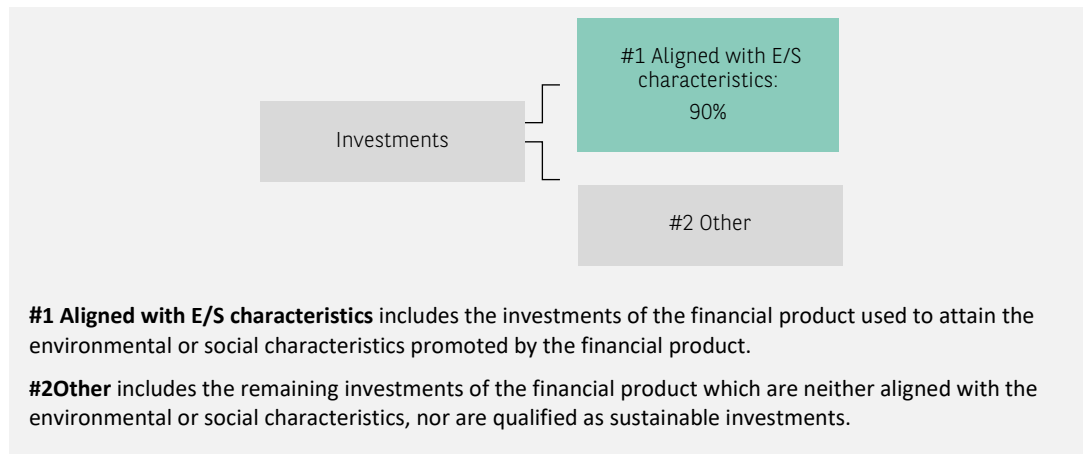 #1 Aligned with E/S
characteristics:
90%
Investments
#2 Other
#1 Aligned with E/S characteristics includes the investments of the financial product used to attain the
environmental or social characteristics promoted by the financial product.
#2Other includes the remaining investments of the financial product which are neither aligned with the
environmental or social characteristics, nor are qualified as sustainable investments.